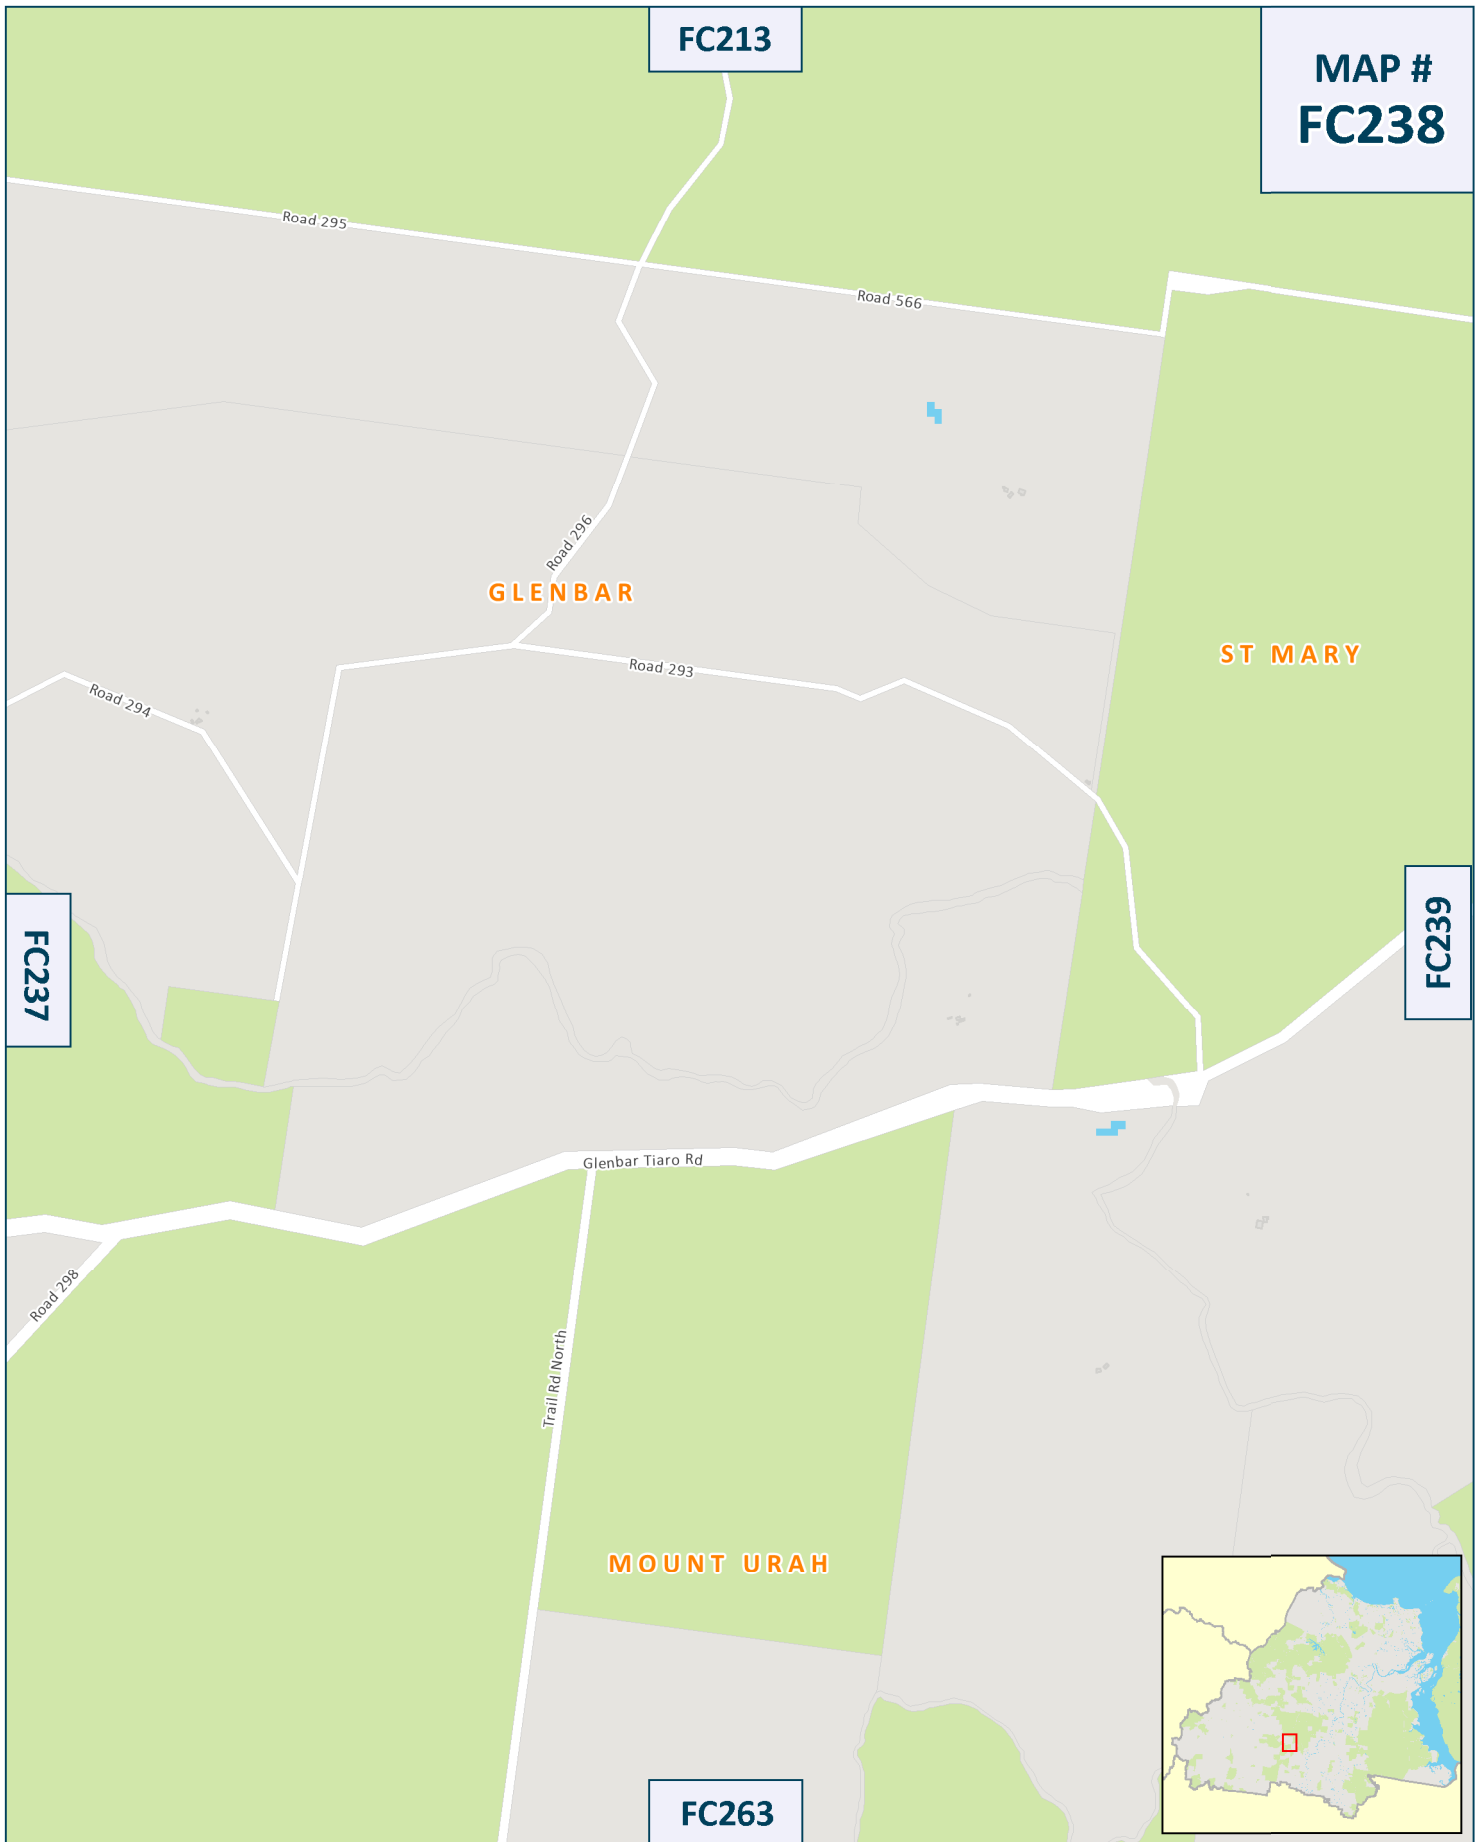 FC213
MAP #
FC238
Road 295
Road 566
Road 296
GLENBAR
ST MARY
Road 293
Road 294
FC237
FC239
Glenbar Tiaro Rd
Road 298
Trail Rd North
MOUNT URAH
FC263